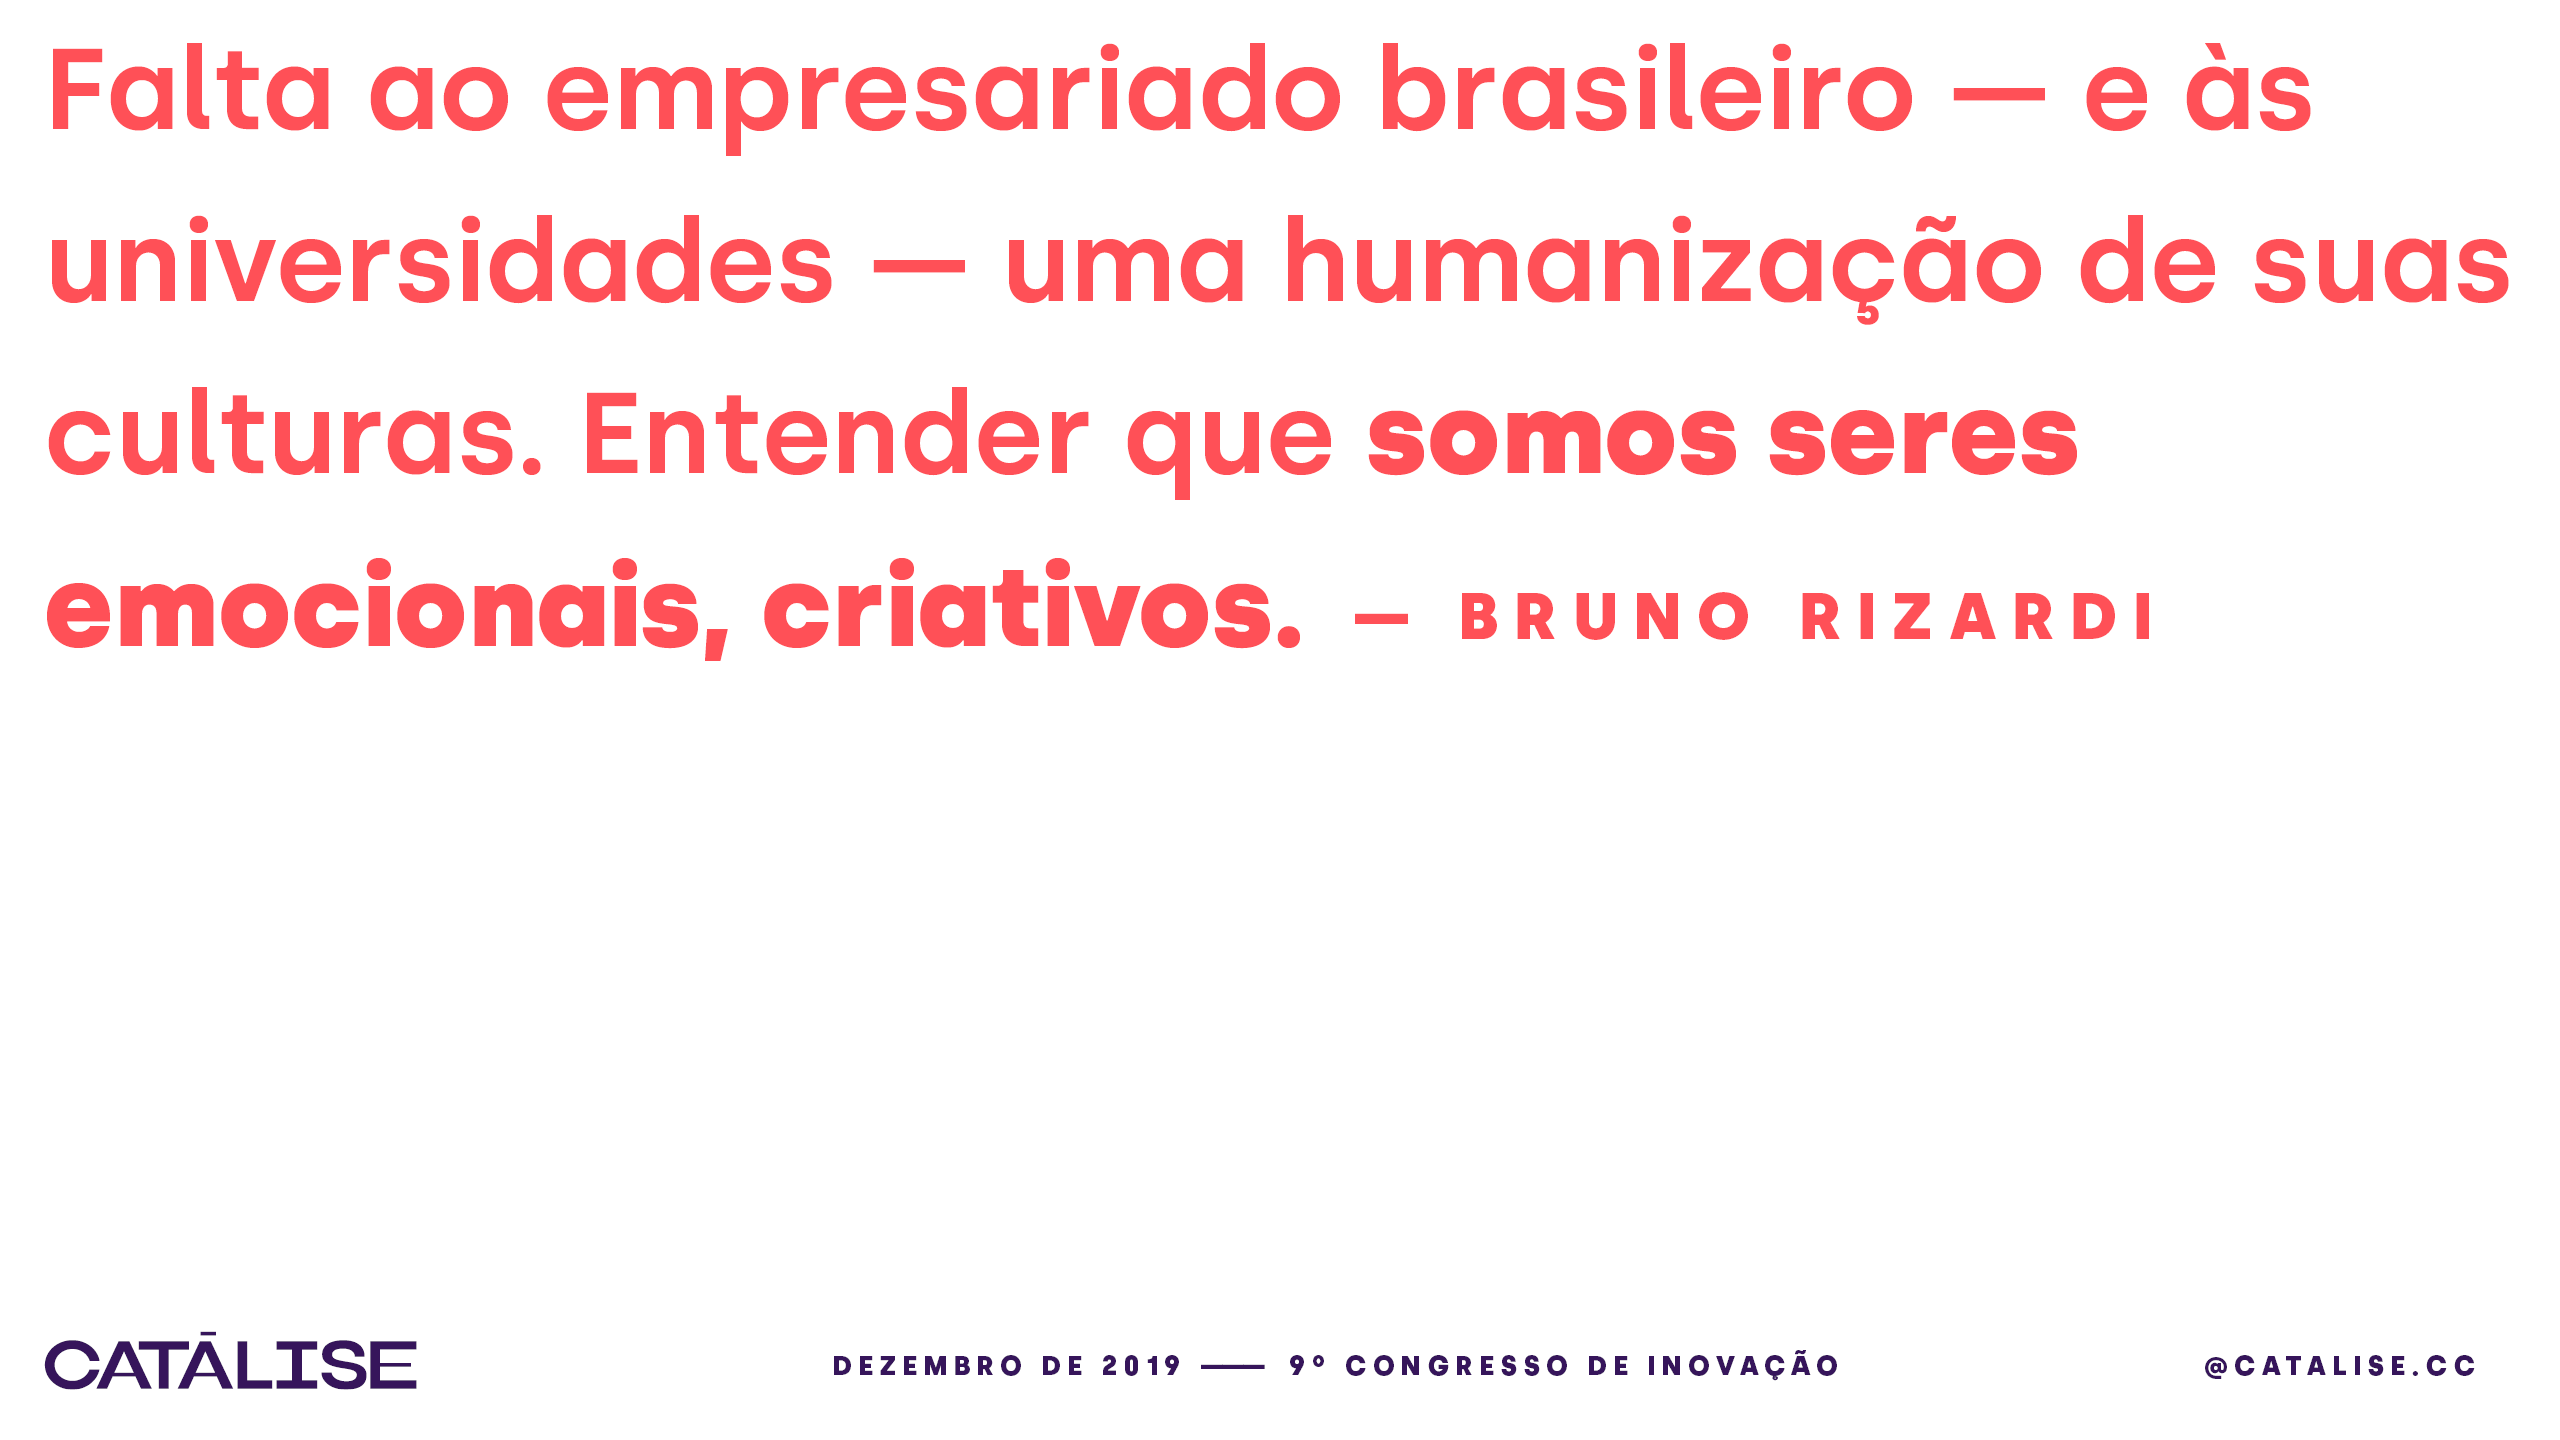 Falta ao empresariado brasileiro — e às
universidades — uma humanização de suas
culturas. Entender que somos seres
emocionais, criativos. — BRUNO RIZARDI
CATĀLISE
DEZEMBRO DE 2019 — 9º CONGRESSO DE INOVAÇÃO
@CATALISE.CC